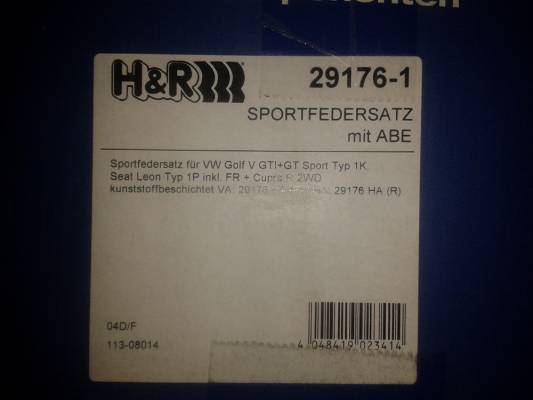 H&R
29176-1
SPORTFEDERSATZ
mit ABE
Sportfedersatz für VW Golf V GTI+GT Sport Typ 1K,
Seat Leon Typ 1P inkl. FR + Cupra R 2WD
kunststoffbeschichtet VA: 29176 29176 HA (R)
04D/F
113-08014
4 048419 023414